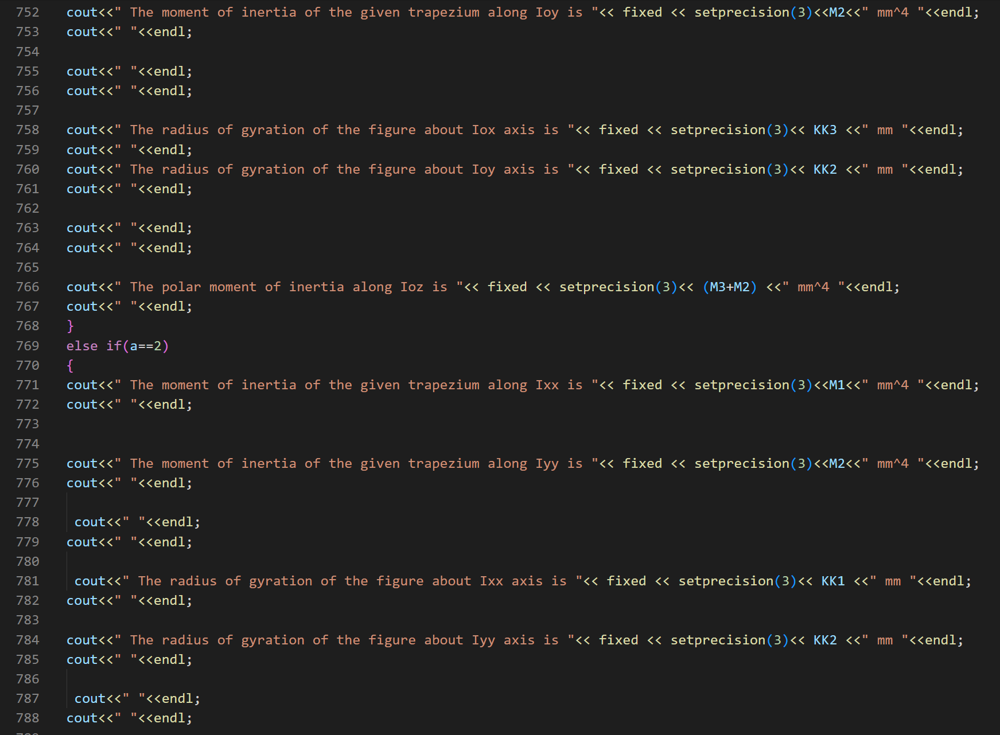 752 cout<<" The moment of inertia of the given trapezium along Ioy is "<< fixed << setprecision(3)<<M2<<" mm^4 "<<endl;
753 cout<<" "<<endl;
754
755 cout<<" "<<endl;
756 cout<<" "<<endl;
757
758 cout<<" The radius of gyration of the figure about Iox axis is "<< fixed << setprecision(3)<< KK3 <<" mm "<<endl;
759 cout<<" "<<endl;
760 cout<<" The radius of gyration of the figure about Ioy axis is "<< fixed << setprecision(3)<< KK2 <<" mm "<<endl;
761 cout<<" "<<endl;
762
763 cout<<" "<<endl;
764 cout<<" "<<endl;
765
766 cout<<" The polar moment of inertia along Ioz is "<< fixed << setprecision(3)<< (M3+M2) <<" mm^4 "<<endl;
767 cout<<" "<<endl;
768 }
769 else if(a==2)
770 {
771 cout<<" The moment of inertia of the given trapezium along Ixx is "<< fixed << setprecision(3)<<M1<<" mm^4 "<<endl;
772 cout<<" "<<endl;
773
774
775 cout<<" The moment of inertia of the given trapezium along Iyy is "<< fixed << setprecision(3)<<M2<<" mm^4 "<<endl;
776 cout<<" "<<endl;
777
778 cout<<" "<<endl;
779 cout<<" "<<endl;
780
781 cout<<" The radius of gyration of the figure about Ixx axis is "<< fixed << setprecision(3)<< KK1 <<" mm "<<endl;
782 cout<<" "<<endl;
783
784 cout<<" The radius of gyration of the figure about Iyy axis is "<< fixed << setprecision(3)<< KK2 <<" mm "<<endl;
785 cout<<" "<<endl;
786
787 cout<<" "<<endl;
788 cout<<" "<<endl;